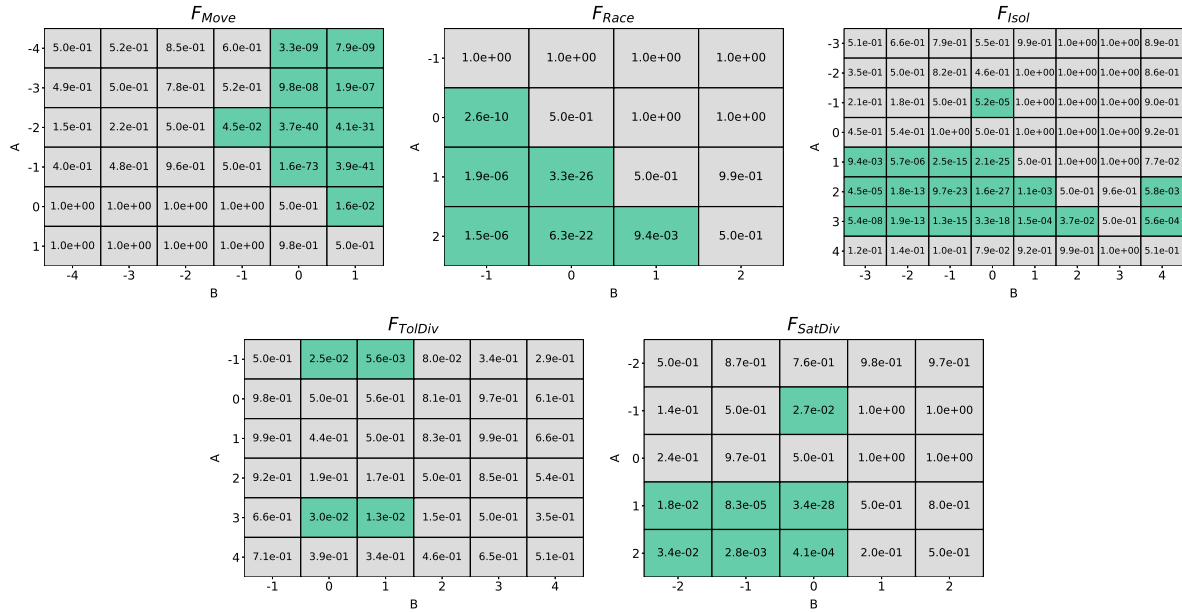 F_Move
-4 5.0e-01 5.2e-01 8.5e-01 6.0e-01 3.3e-09 7.9e-09
-3 4.9e-01 5.0e-01 7.8e-01 5.2e-01 9.8e-08 1.9e-07
-2 1.5e-01 2.2e-01 5.0e-01 4.5e-02 3.7e-40 4.1e-31
A
-1 4.0e-01 4.8e-01 9.6e-01 5.0e-01 1.6e-73 3.9e-41
0 1.0e+00 1.0e+00 1.0e+00 1.0e+00 5.0e-01 1.6e-02
1 1.0e+00 1.0e+00 1.0e+00 1.0e+00 9.8e-01 5.0e-01
-4 -3 -2 -1 0 1
B
F_Race
-1 1.0e+00 1.0e+00 1.0e+00 1.0e+00
0 2.6e-10 5.0e-01 1.0e+00 1.0e+00
A
1 1.9e-06 3.3e-26 5.0e-01 9.9e-01
2 1.5e-06 6.3e-22 9.4e-03 5.0e-01
-1 0 1 2
B
F_Isol
-3 5.1e-01 6.6e-01 7.9e-01 5.5e-01 9.9e-01 1.0e+00 1.0e+00 8.9e-01
-2 3.5e-01 5.0e-01 8.2e-01 4.6e-01 1.0e+00 1.0e+00 1.0e+00 8.6e-01
-1 2.1e-01 1.8e-01 5.0e-01 5.2e-05 1.0e+00 1.0e+00 1.0e+00 9.0e-01
0 4.5e-01 5.4e-01 1.0e+00 5.0e-01 1.0e+00 1.0e+00 1.0e+00 9.2e-01
A
1 9.4e-03 5.7e-06 2.5e-15 2.1e-25 5.0e-01 1.0e+00 1.0e+00 7.7e-02
2 4.5e-05 1.8e-13 9.7e-23 1.6e-27 1.1e-03 5.0e-01 9.6e-01 5.8e-03
3 5.4e-08 1.9e-13 1.3e-15 3.3e-18 1.5e-04 3.7e-02 5.0e-01 5.6e-04
4 1.2e-01 1.4e-01 1.0e-01 7.9e-02 9.2e-01 9.9e-01 1.0e+00 5.1e-01
-3 -2 -1 0 1 2 3 4
B
F_TolDiv
-1 5.0e-01 2.5e-02 5.6e-03 8.0e-02 3.4e-01 2.9e-01
0 9.8e-01 5.0e-01 5.6e-01 8.1e-01 9.7e-01 6.1e-01
1 9.9e-01 4.4e-01 5.0e-01 8.3e-01 9.9e-01 6.6e-01
A
2 9.2e-01 1.9e-01 1.7e-01 5.0e-01 8.5e-01 5.4e-01
3 6.6e-01 3.0e-02 1.3e-02 1.5e-01 5.0e-01 3.5e-01
4 7.1e-01 3.9e-01 3.4e-01 4.6e-01 6.5e-01 5.1e-01
-1 0 1 2 3 4
B
F_SatDiv
-2 5.0e-01 8.7e-01 7.6e-01 9.8e-01 9.7e-01
-1 1.4e-01 5.0e-01 2.7e-02 1.0e+00 1.0e+00
A
0 2.4e-01 9.7e-01 5.0e-01 1.0e+00 1.0e+00
1 1.8e-02 8.3e-05 3.4e-28 5.0e-01 8.0e-01
2 3.4e-02 2.8e-03 4.1e-04 2.0e-01 5.0e-01
-2 -1 0 1 2
B